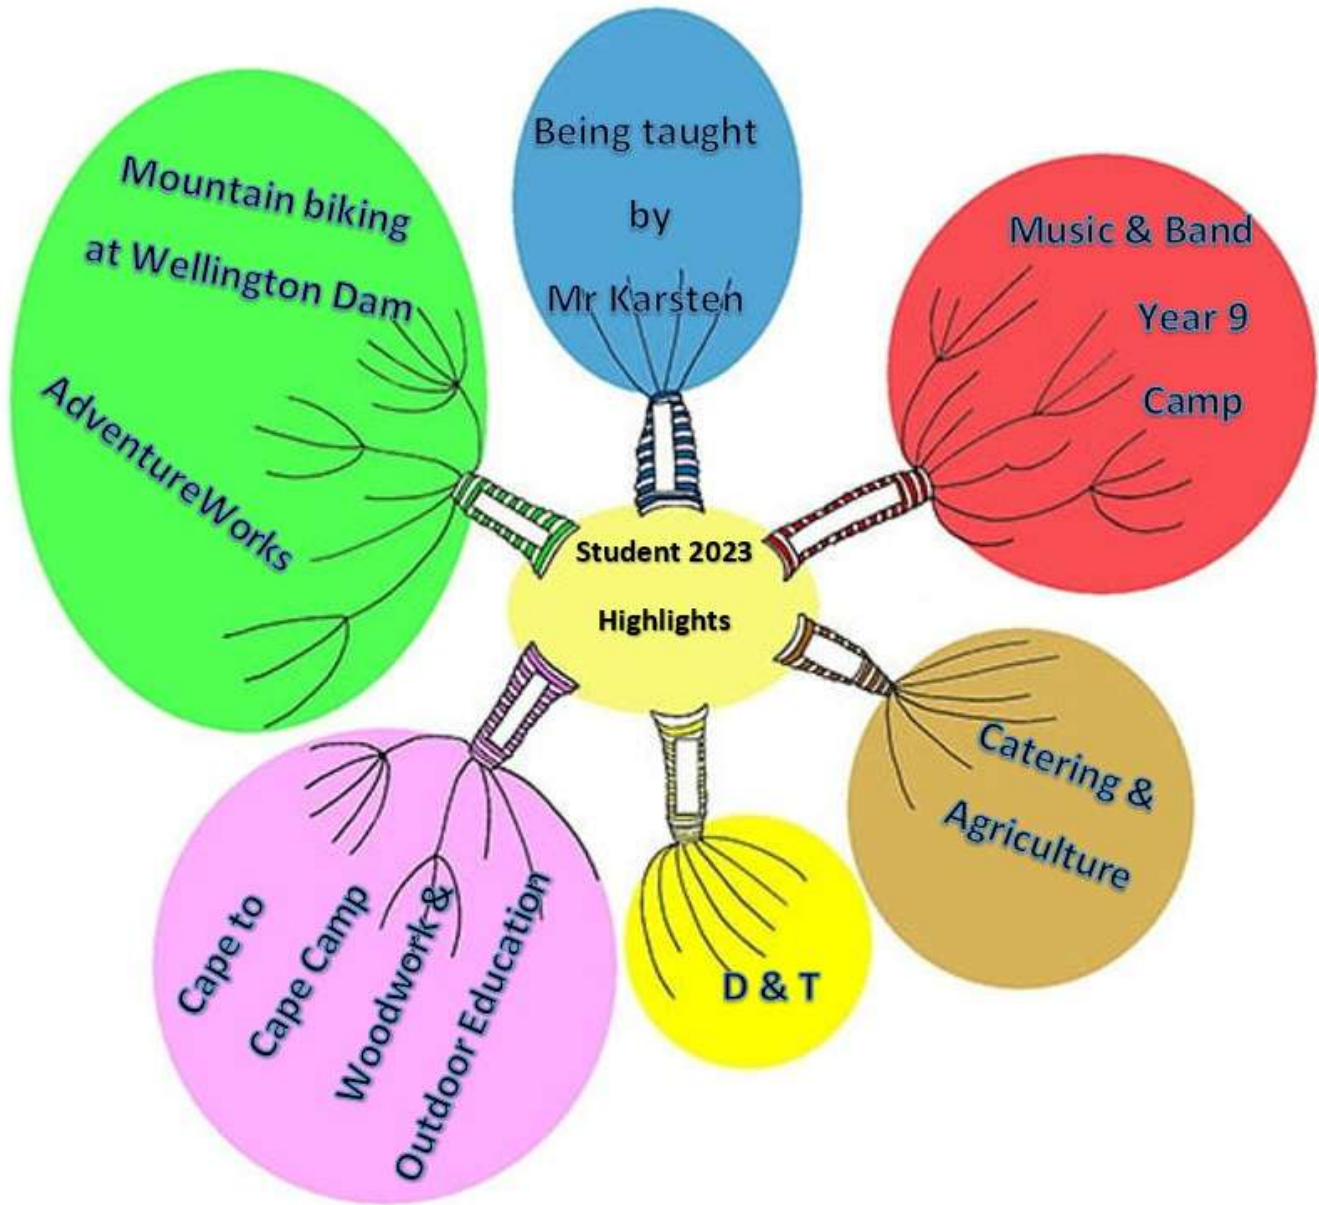 Student 2023
Highlights
Being taught
by
Mr Karsten
Music & Band
Year 9
Camp
Catering &
Agriculture
D & T
Cape to
Cape Camp
Woodwork &
Outdoor Education
Mountain biking
at Wellington Dam
AdventureWorks